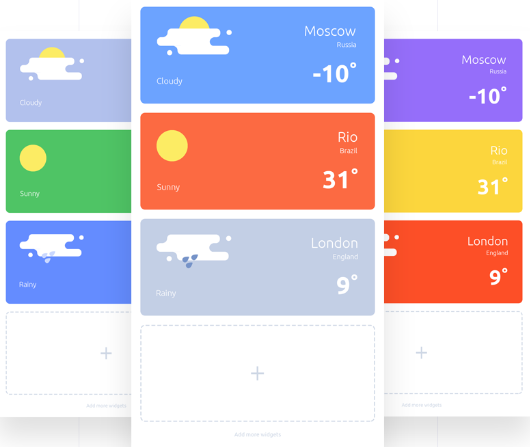 Cloudy
Sunny
Rainy
Add more widgets
Moscow
Russia
Cloudy
-10°
Rio
Brazil
Sunny
31°
London
England
Rainy
9°
Add more widgets
Moscow
Russia
-10°
Rio
Brazil
31°
London
England
9°
Add more widgets